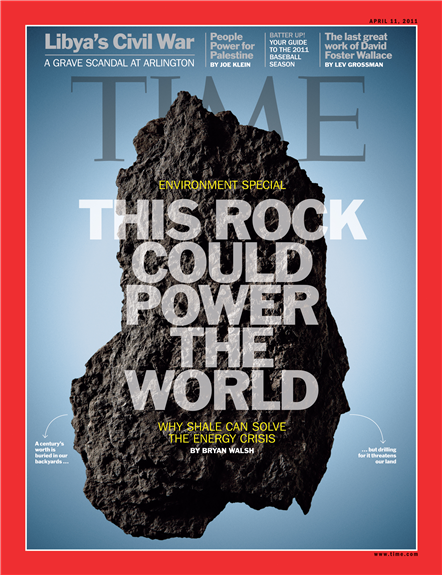 APRIL 11, 2011
Libya's Civil War
A GRAVE SCANDAL AT ARLINGTON
People
Power for
Palestine
BY JOE KLEIN
BATTER UP!
YOUR GUIDE
TO THE 2011
BASEBALL
SEASON
The last great
work of David
Foster Wallace
BY LEV GROSSMAN
TIME
ENVIRONMENT SPECIAL
THIS ROCK
COULD
POWER
THE
WORLD
WHY SHALE CAN SOLVE
THE ENERGY CRISIS
BY BRYAN WALSH
A century's
worth is
buried in our
backyards ...
... but drilling
for it threatens
our land
www.time.com